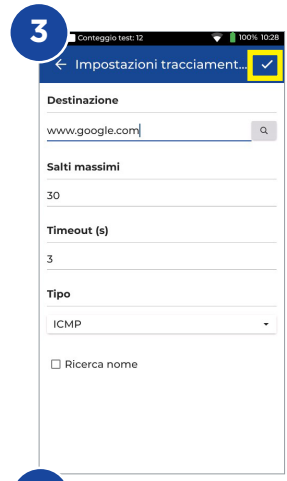 3
Conteggio test: 12 100% 10:28
Impostazioni tracciament...
Destinazione
www.google.com
Salti massimi
30
Timeout (s)
3
Tipo
ICMP
Ricerca nome